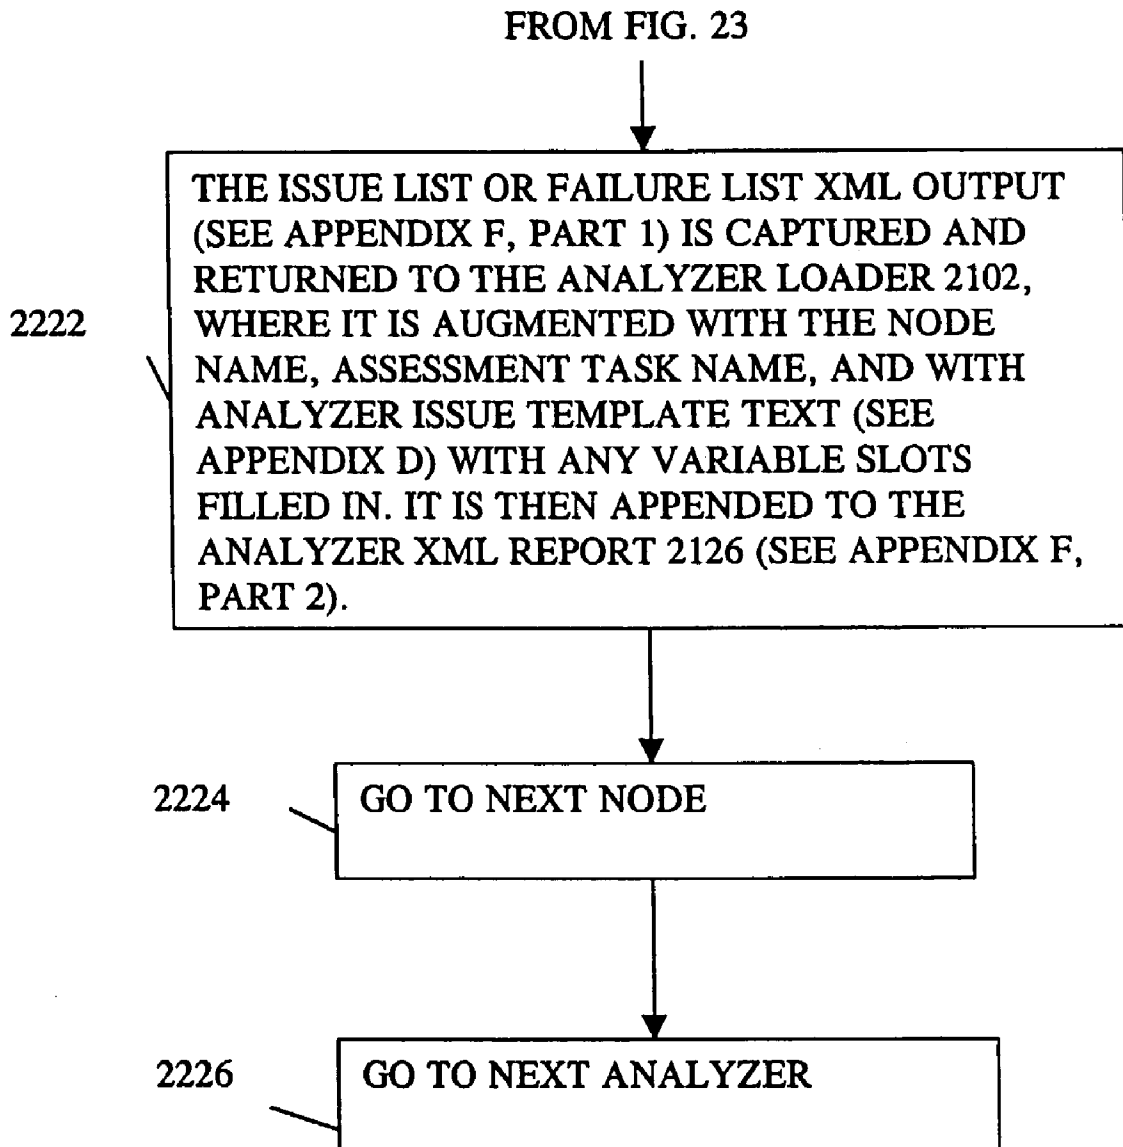 FROM FIG. 23
THE ISSUE LIST OR FAILURE LIST XML OUTPUT
(SEE APPENDIX F, PART 1) IS CAPTURED AND
RETURNED TO THE ANALYZER LOADER 2102,
WHERE IT IS AUGMENTED WITH THE NODE
NAME, ASSESSMENT TASK NAME, AND WITH
ANALYZER ISSUE TEMPLATE TEXT (SEE
APPENDIX D) WITH ANY VARIABLE SLOTS
FILLED IN. IT IS THEN APPENDED TO THE
ANALYZER XML REPORT 2126 (SEE APPENDIX F,
PART 2).
2222
2224
GO TO NEXT NODE
2226
GO TO NEXT ANALYZER